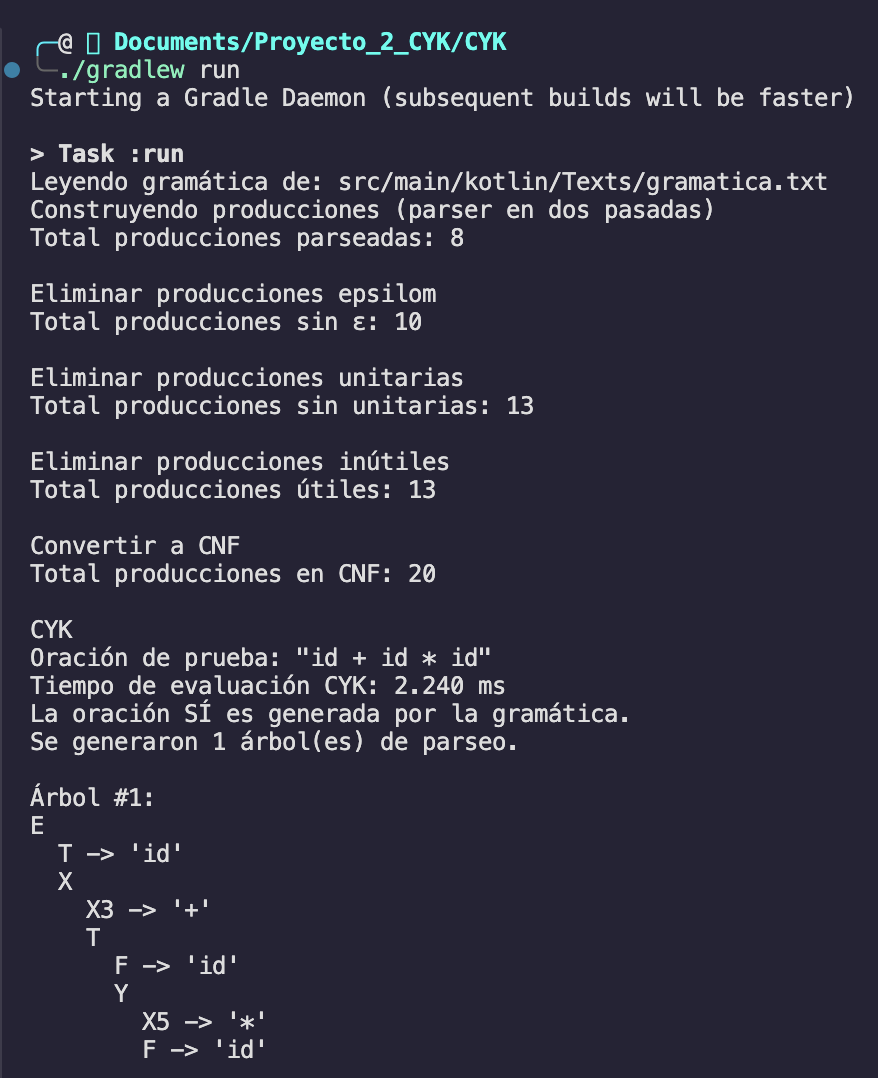 @ Documents/Proyecto_2_CYK/CYK
./gradlew run
Starting a Gradle Daemon (subsequent builds will be faster)
> Task :run
Leyendo gramática de: src/main/kotlin/Texts/gramatica.txt
Construyendo producciones (parser en dos pasadas)
Total producciones parseadas: 8
Eliminar producciones epsilom
Total producciones sin ε: 10
Eliminar producciones unitarias
Total producciones sin unitarias: 13
Eliminar producciones inútiles
Total producciones útiles: 13
Convertir a CNF
Total producciones en CNF: 20
CYK
Oración de prueba: "id + id * id"
Tiempo de evaluación CYK: 2.240 ms
La oración SÍ es generada por la gramática.
Se generaron 1 árbol(es) de parseo.
Árbol #1:
E
T -> 'id'
X
X3 -> '+'
T
F -> 'id'
Y
X5 -> '*'
F -> 'id'